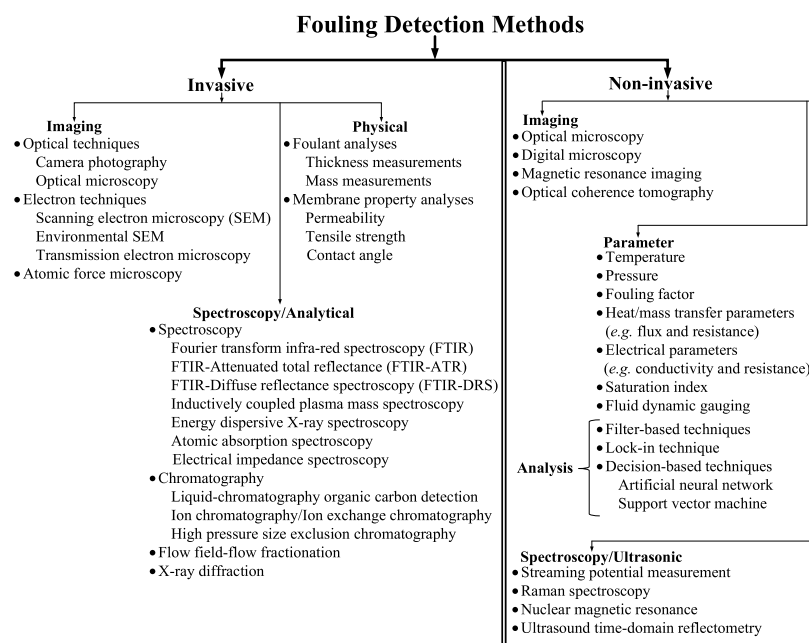 Fouling Detection Methods
Invasive
Imaging
● Optical techniques
Camera photography
Optical microscopy
● Electron techniques
Scanning electron microscopy (SEM)
Environmental SEM
Transmission electron microscopy
● Atomic force microscopy
Physical
● Foulant analyses
Thickness measurements
Mass measurements
● Membrane property analyses
Permeability
Tensile strength
Contact angle
Spectroscopy/Analytical
● Spectroscopy
Fourier transform infra-red spectroscopy (FTIR)
FTIR-Attenuated total reflectance (FTIR-ATR)
FTIR-Diffuse reflectance spectroscopy (FTIR-DRS)
Inductively coupled plasma mass spectroscopy
Energy dispersive X-ray spectroscopy
Atomic absorption spectroscopy
Electrical impedance spectroscopy
● Chromatography
Liquid-chromatography organic carbon detection
Ion chromatography/Ion exchange chromatography
High pressure size exclusion chromatography
● Flow field-flow fractionation
● X-ray diffraction
Non-invasive
Imaging
● Optical microscopy
● Digital microscopy
● Magnetic resonance imaging
● Optical coherence tomography
Parameter
● Temperature
● Pressure
● Fouling factor
● Heat/mass transfer parameters
(e.g. flux and resistance)
● Electrical parameters
(e.g. conductivity and resistance)
● Saturation index
● Fluid dynamic gauging
Analysis
● Filter-based techniques
● Lock-in technique
● Decision-based techniques
Artificial neural network
Support vector machine
Spectroscopy/Ultrasonic
● Streaming potential measurement
● Raman spectroscopy
● Nuclear magnetic resonance
● Ultrasound time-domain reflectometry